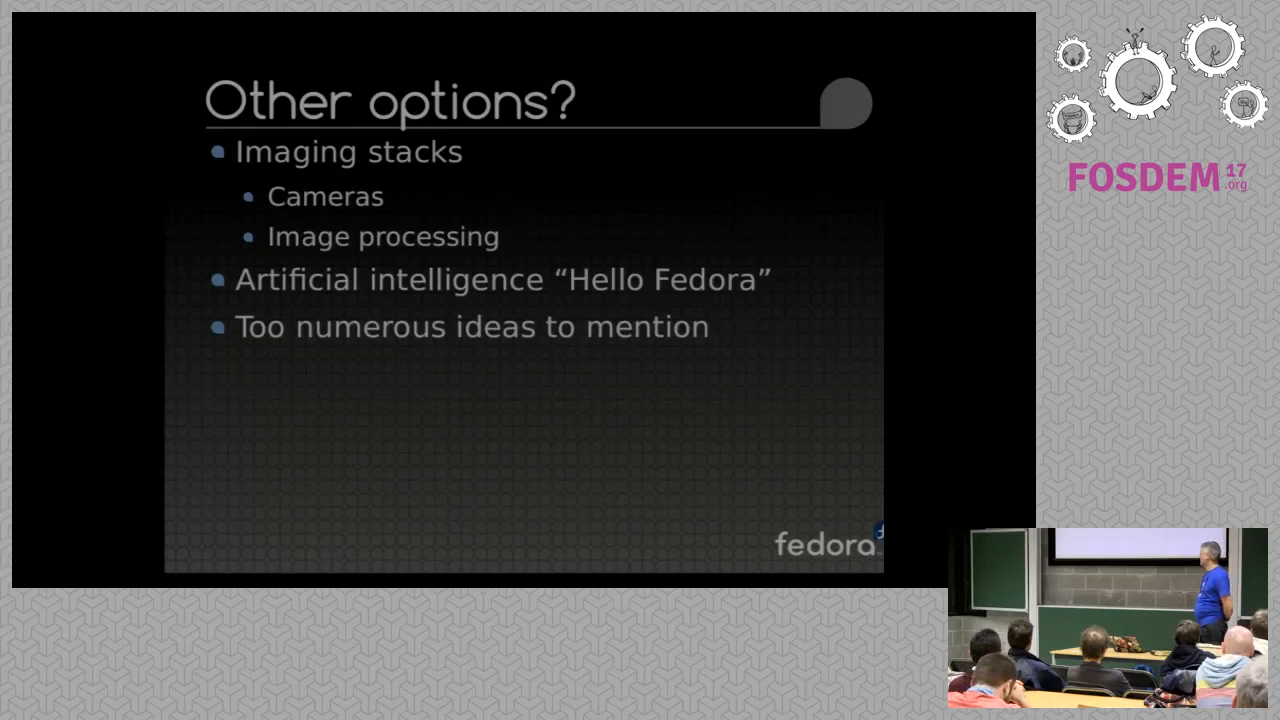 Other options?
Imaging stacks
Cameras
Image processing
Artificial intelligence “Hello Fedora”
Too numerous ideas to mention
fedora
FOSDEM 17
.org